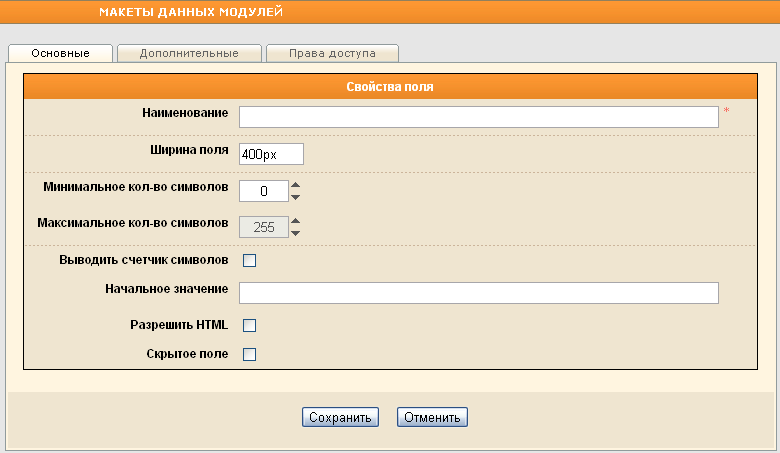 МАКЕТЫ ДАННЫХ МОДУЛЕЙ
Основные Дополнительные Права доступа
Свойства поля
Наименование *
Ширина поля 400px
Минимальное кол-во символов 0
Максимальное кол-во символов 255
Выводить счетчик символов
Начальное значение
Разрешить HTML
Скрытое поле
Сохранить Отменить